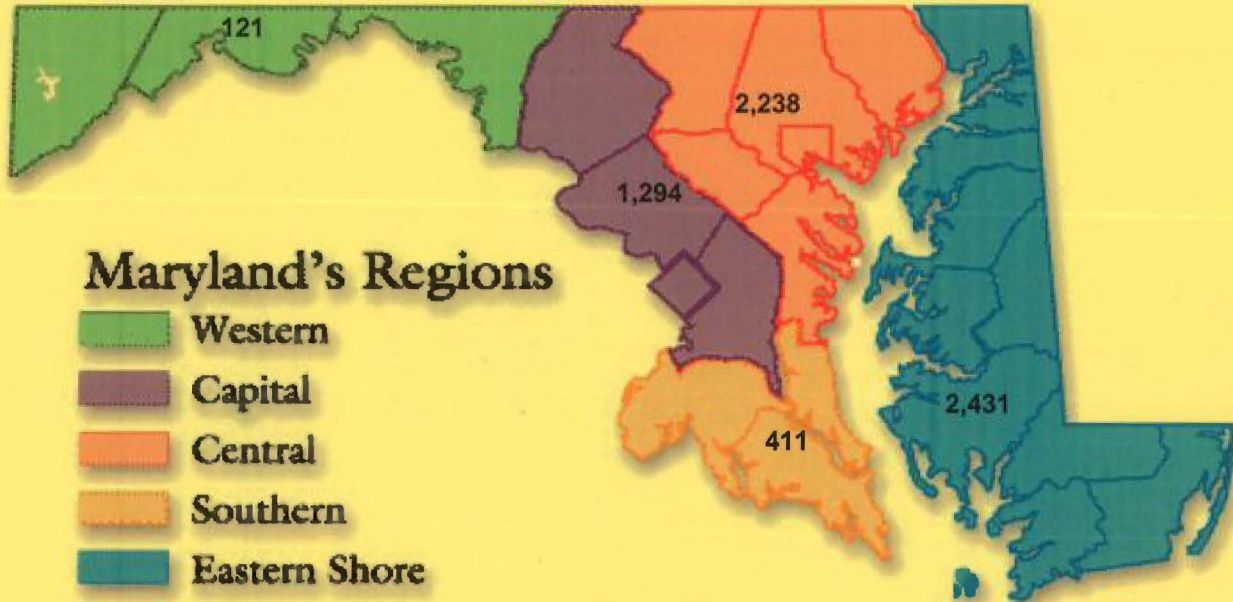 121
2,238
1,294
Maryland's Regions
Western
Capital
Central
Southern
Eastern Shore
2,431
411